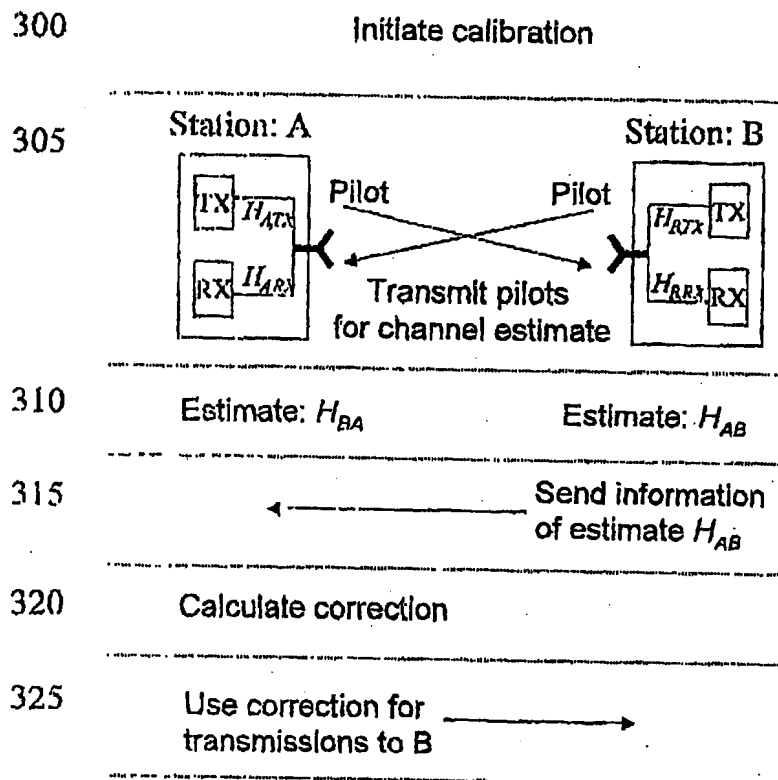 300 Initiate calibration
305 Station: A Station: B
TX H_ATX Pilot Pilot H_BTX TX
RX H_ARX Transmit pilots H_BRX RX
for channel estimate
310 Estimate: H_BA Estimate: H_AB
315 Send information
of estimate H_AB
320 Calculate correction
325 Use correction for
transmissions to B